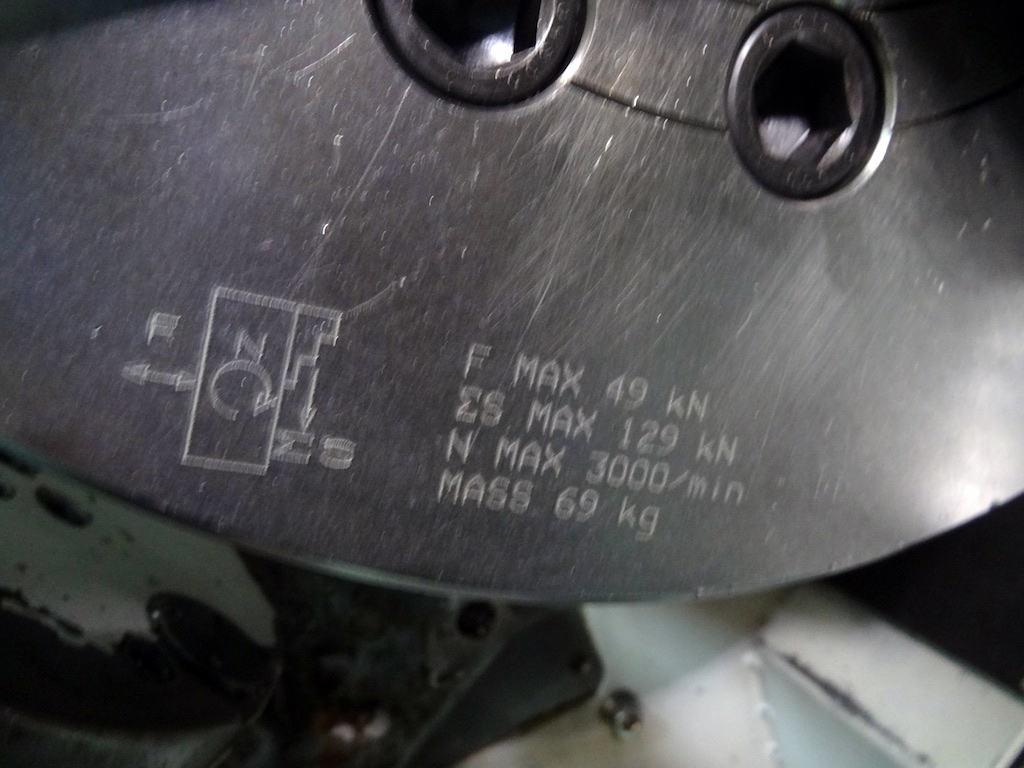 F
N
M S
F MAX 49 kN
ΣS MAX 129 kN
N MAX 3000/min
MASS 69 kg